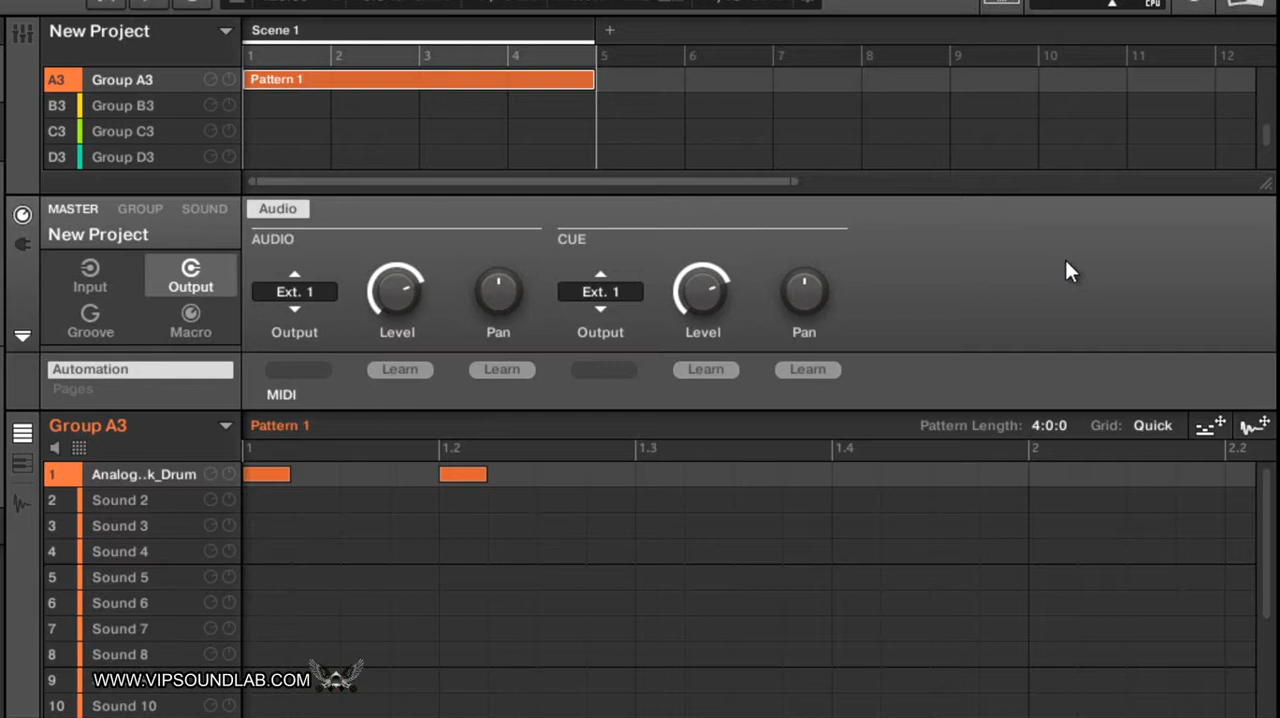 CPU
New Project
Scene 1
+
1 2 3 4 5 6 7 8 9 10 11 12
A3 Group A3 Pattern 1
B3 Group B3
C3 Group C3
D3 Group D3
MASTER GROUP SOUND Audio
New Project AUDIO CUE
Input Output Ext. 1 Ext. 1
Groove Macro Output Level Pan Output Level Pan
Automation Learn Learn Learn Learn
Pages MIDI
Group A3 Pattern 1 Pattern Length: 4:0:0 Grid: Quick
1 1.2 1.3 1.4 2 2.2
1 Analog..k_Drum
2 Sound 2
3 Sound 3
4 Sound 4
5 Sound 5
6 Sound 6
7 Sound 7
8 Sound 8
9 WWW.VIPSOUNDLAB.COM
10 Sound 10